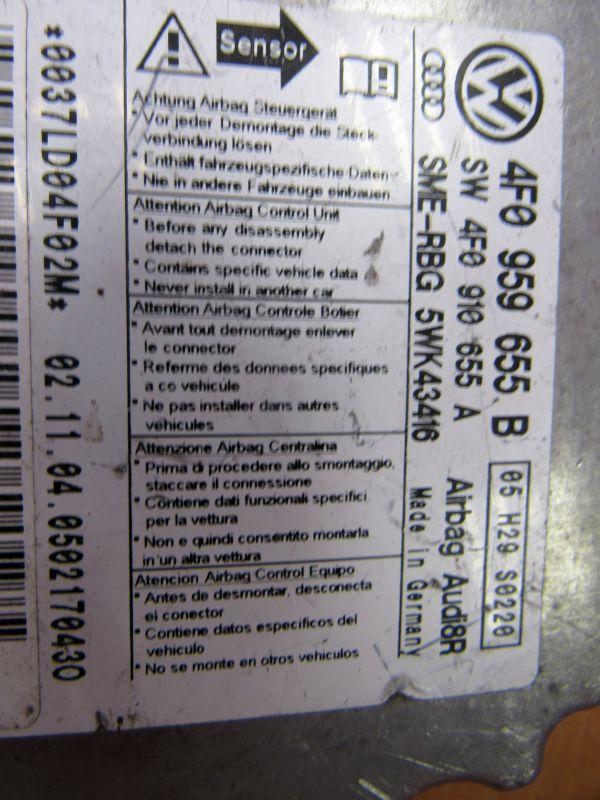 4F0 959 655 B
05 H29 S0220
SW 4F0 910 655 A
Airbag Audi8R
SME-RBG 5WK43416
Made in Germany
Sensor
Achtung Airbag Steuergerät
* Vor jeder Demontage die Steck-
verbindung lösen
* Enthält fahrzeugspezifische Daten
* Nie in andere Fahrzeuge einbauen
Attention Airbag Control Unit
* Before any disassembly
detach the connector
* Contains specific vehicle data
* Never install in another car
Attention Airbag Controle Botier
* Avant tout demontage enlever
le connector
* Referme des donnees specifiques
a ce vehicule
* Ne pas installer dans autres
vehicules
Attenzione Airbag Centralina
* Prima di procedere allo smontaggio,
staccare il connessione
* Contiene dati funzionali specifici
per la vettura
* Non e quindi consentito montarla
in'un altra vettura
Atencion Airbag Control Equipo
* Antes de desmontar, desconecta
el conector
* Contiene datos especificos del
vehiculo
* No se monte en otros vehiculos
*0037LD04F02M* 02.11.04.0502170430